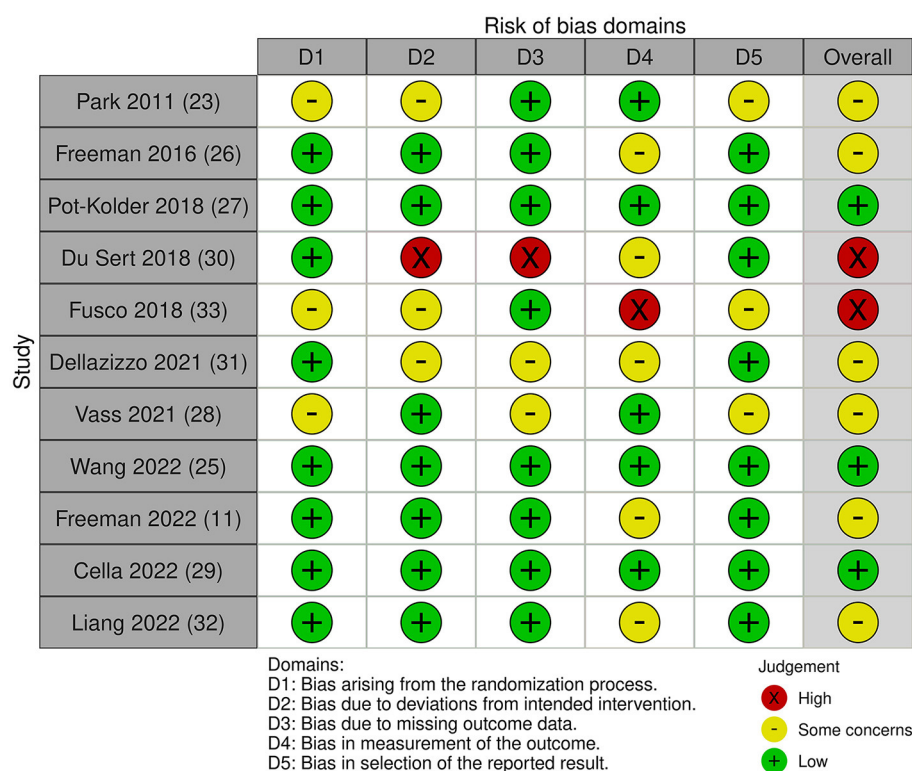 Risk of bias domains
D1 D2 D3 D4 D5 Overall
Study
Park 2011 (23) - - + + - -
Freeman 2016 (26) + + + - + -
Pot-Kolder 2018 (27) + + + + + +
Du Sert 2018 (30) + X X - + X
Fusco 2018 (33) - - + X - X
Dellazizzo 2021 (31) + - - - + -
Vass 2021 (28) - + - + - -
Wang 2022 (25) + + + + + +
Freeman 2022 (11) + + + - + -
Cella 2022 (29) + + + + + +
Liang 2022 (32) + + + - + -
Domains:
D1: Bias arising from the randomization process.
D2: Bias due to deviations from intended intervention.
D3: Bias due to missing outcome data.
D4: Bias in measurement of the outcome.
D5: Bias in selection of the reported result.
Judgement
X High
- Some concerns
+ Low